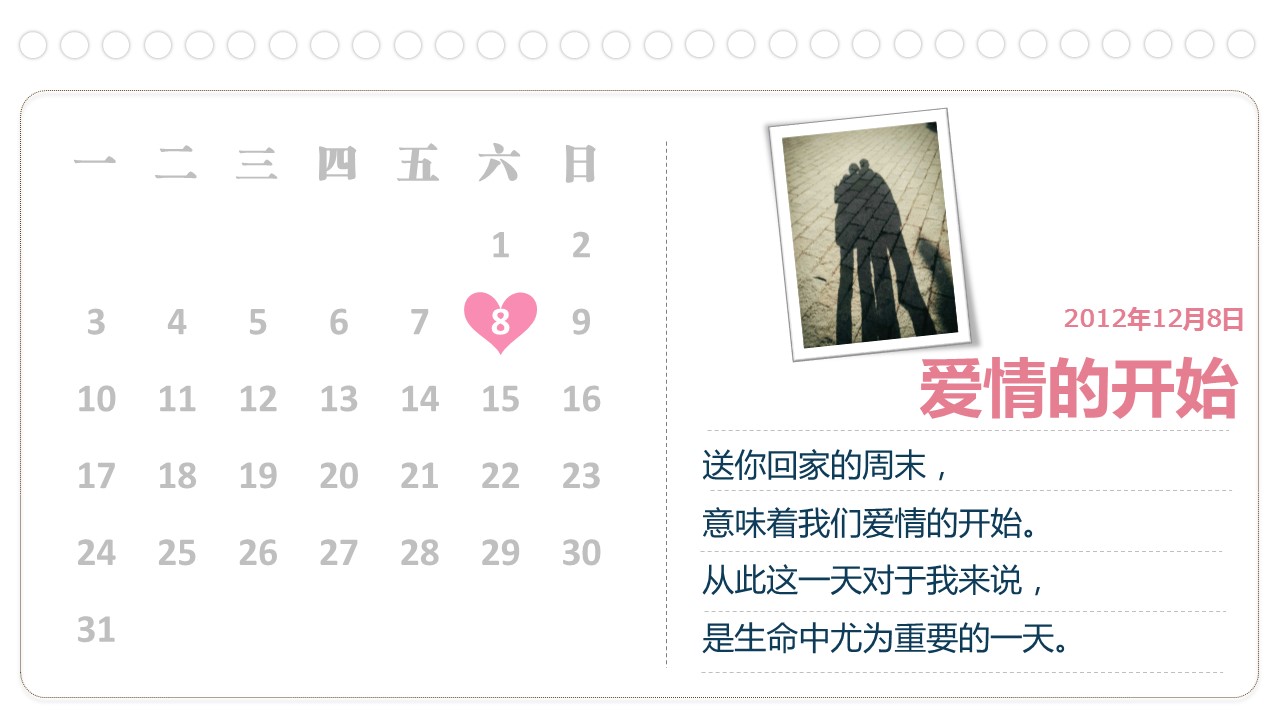 一 二 三 四 五 六 日
1 2
3 4 5 6 7 8 9
10 11 12 13 14 15 16
17 18 19 20 21 22 23
24 25 26 27 28 29 30
31
2012年12月8日
爱情的开始
送你回家的周末，
意味着我们爱情的开始。
从此这一天对于我来说，
是生命中尤为重要的一天。